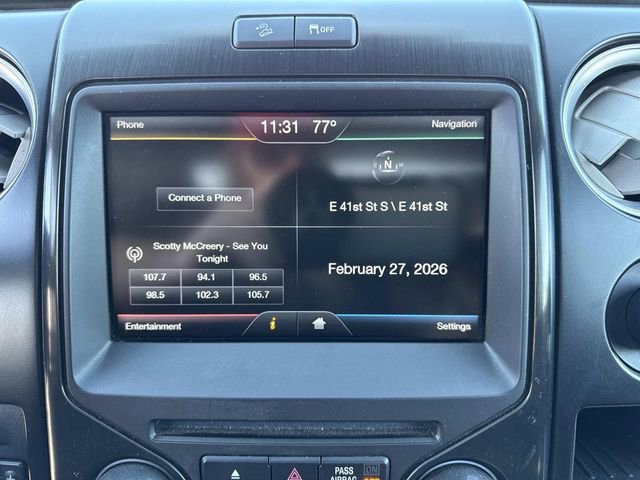 OFF
Phone
11:31 77°
Navigation
E N W
Connect a Phone
E 41st St S \ E 41st St
Scotty McCreery - See You
Tonight
107.7 94.1 96.5
98.5 102.3 105.7
February 27, 2026
Entertainment
i
Settings
PASS
AIRBAG
ON
OFF